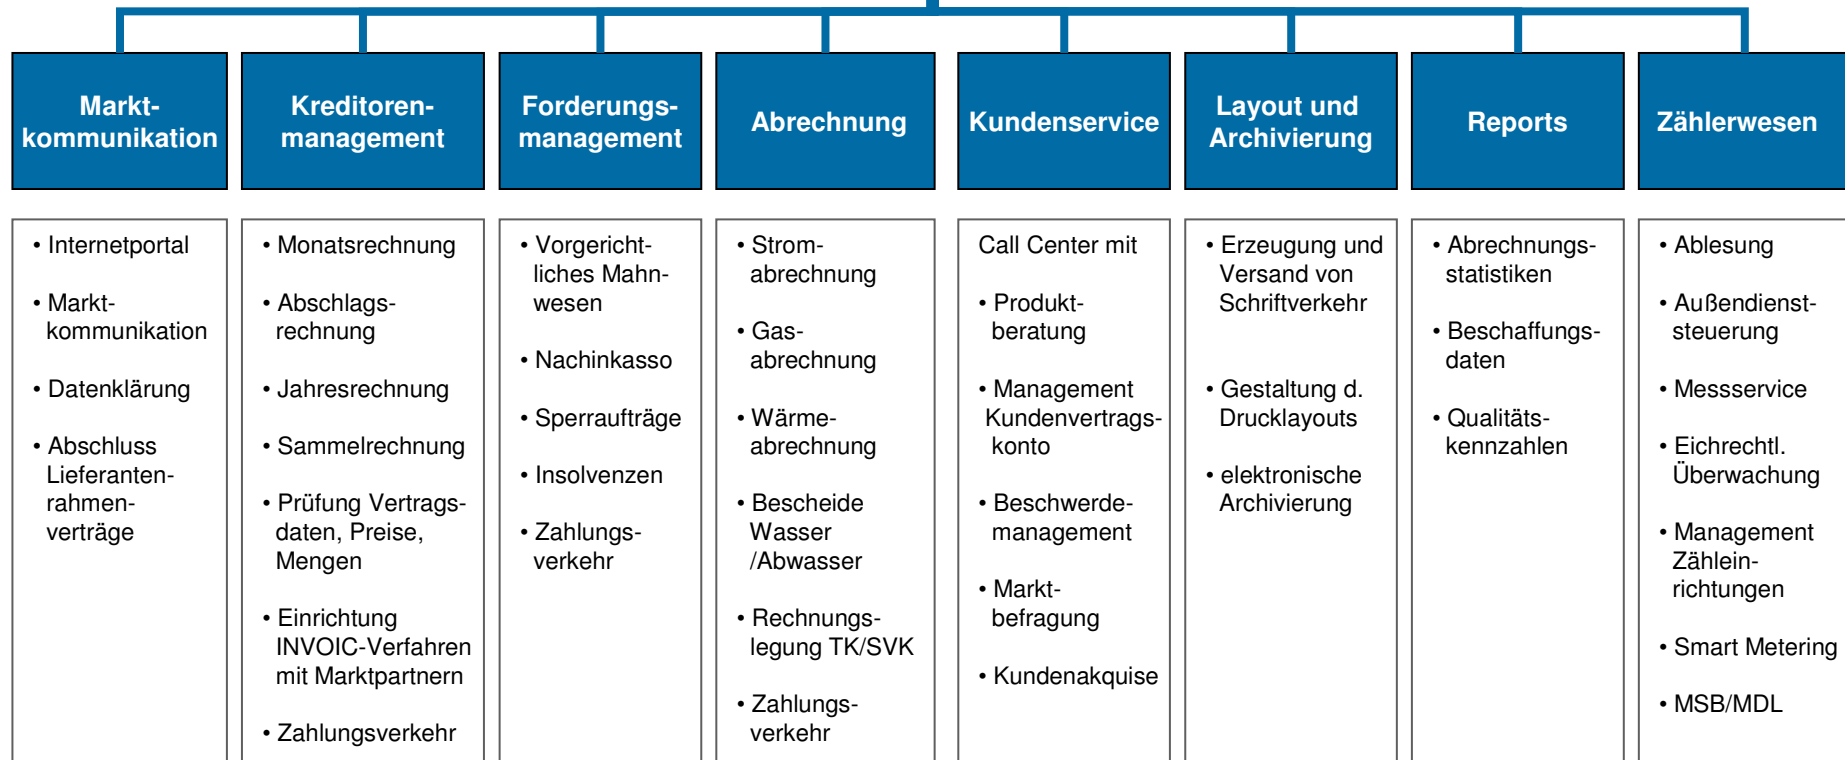 Markt-
kommunikation
Kreditoren-
management
Forderungs-
management
Abrechnung
Kundenservice
Layout und
Archivierung
Reports
Zählerwesen
• Internetportal
• Markt-
kommunikation
• Datenklärung
• Abschluss
Lieferanten-
rahmen-
verträge
• Monatsrechnung
• Abschlags-
rechnung
• Jahresrechnung
• Sammelrechnung
• Prüfung Vertrags-
daten, Preise,
Mengen
• Einrichtung
INVOIC-Verfahren
mit Marktpartnern
• Zahlungsverkehr
• Vorgericht-
liches Mahn-
wesen
• Nachinkasso
• Sperraufträge
• Insolvenzen
• Zahlungs-
verkehr
• Strom-
abrechnung
• Gas-
abrechnung
• Wärme-
abrechnung
• Bescheide
Wasser
/Abwasser
• Rechnungs-
legung TK/SVK
• Zahlungs-
verkehr
Call Center mit
• Produkt-
beratung
• Management
Kundenvertrags-
konto
• Beschwerde-
management
• Markt-
befragung
• Kundenakquise
• Erzeugung und
Versand von
Schriftverkehr
• Gestaltung d.
Drucklayouts
• elektronische
Archivierung
• Abrechnungs-
statistiken
• Beschaffungs-
daten
• Qualitäts-
kennzahlen
• Ablesung
• Außendienst-
steuerung
• Messservice
• Eichrechtl.
Überwachung
• Management
Zählein-
richtungen
• Smart Metering
• MSB/MDL